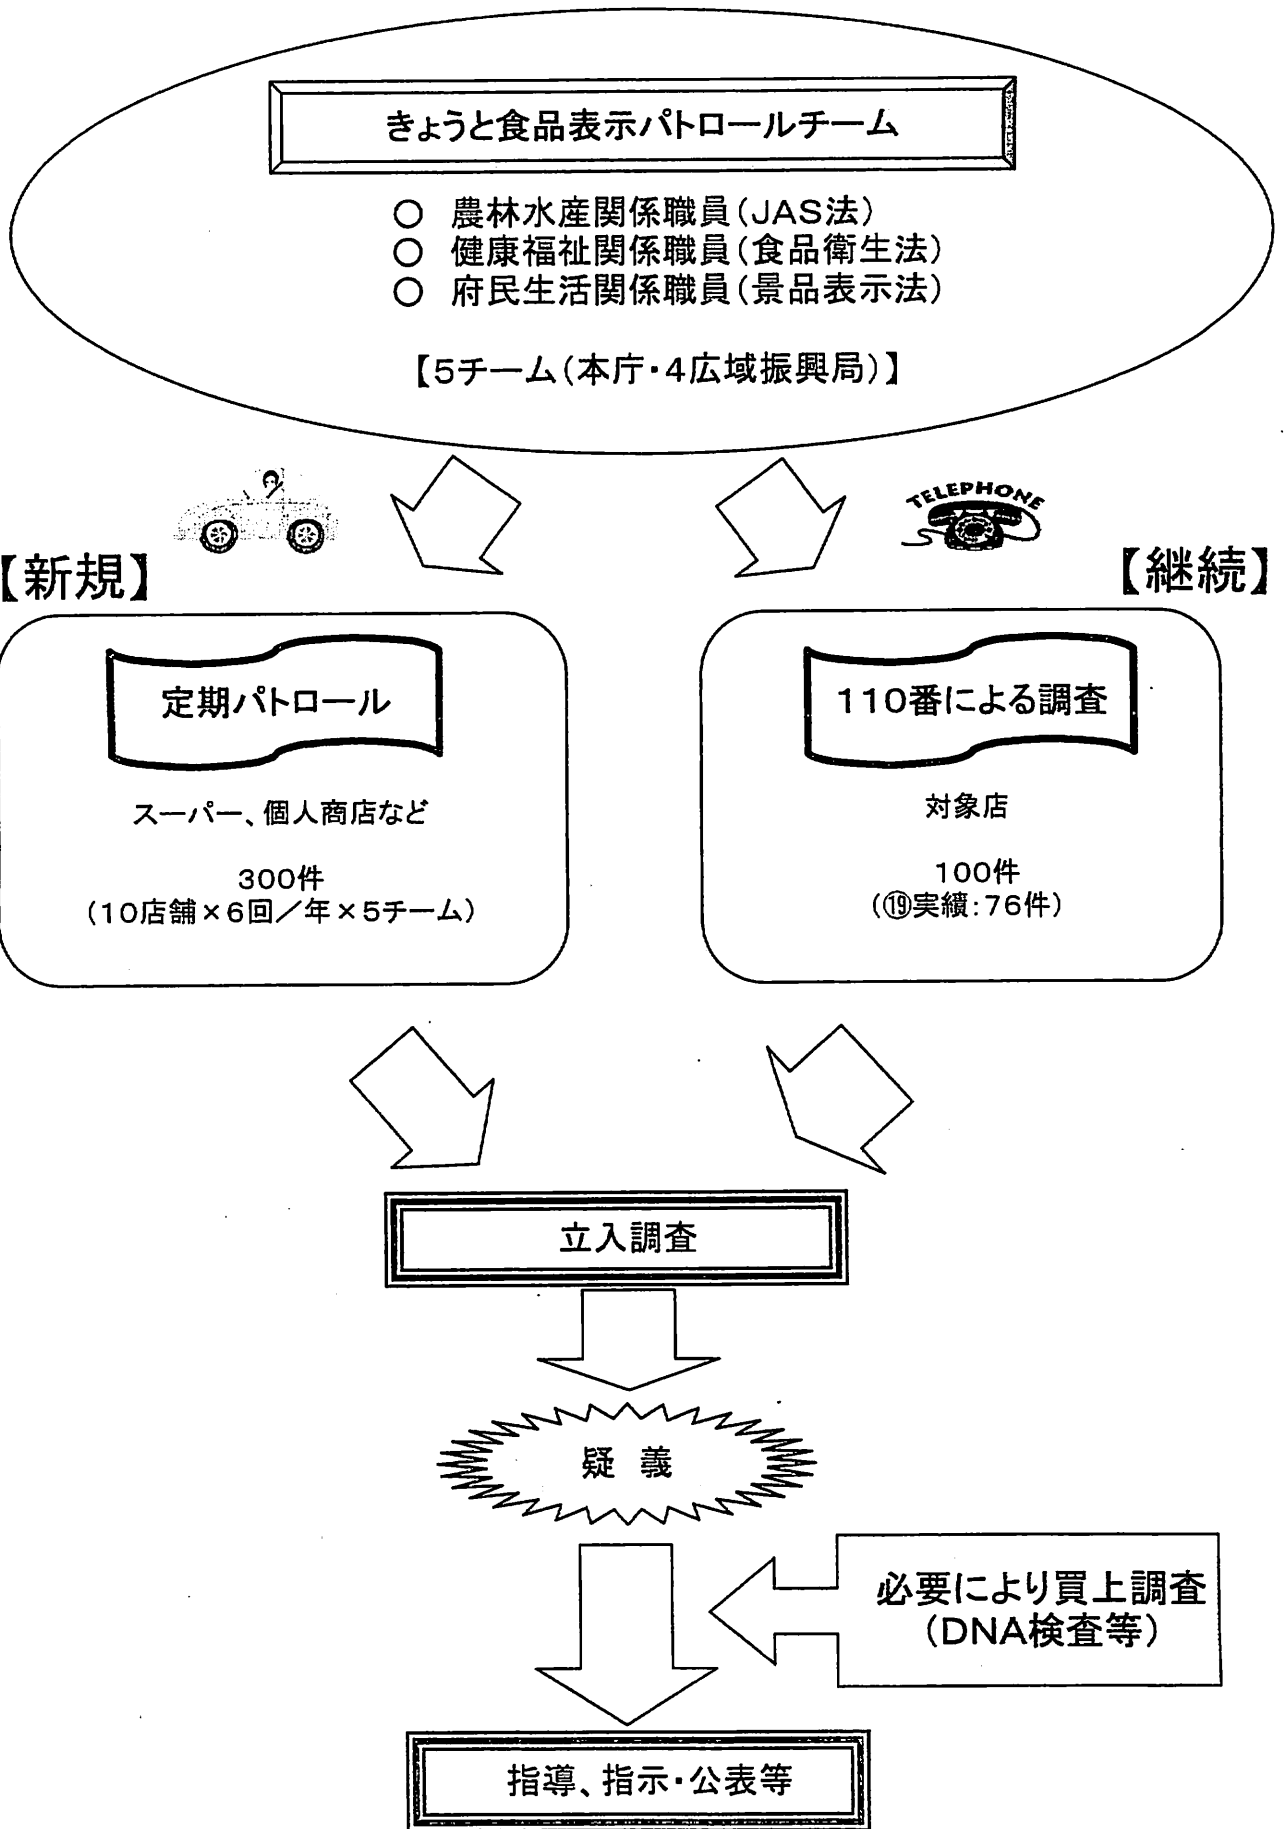 きょうと食品表示パトロールチーム
○ 農林水産関係職員(JAS法)
○ 健康福祉関係職員(食品衛生法)
○ 府民生活関係職員(景品表示法)
【5チーム(本庁・4広域振興局)】
TELEPHONE
【新規】
【継続】
定期パトロール
スーパー、個人商店など
300件
(10店舗×6回/年×5チーム)
110番による調査
対象店
100件
(⑲実績:76件)
立入調査
疑 義
必要により買上調査
(DNA検査等)
指導、指示・公表等